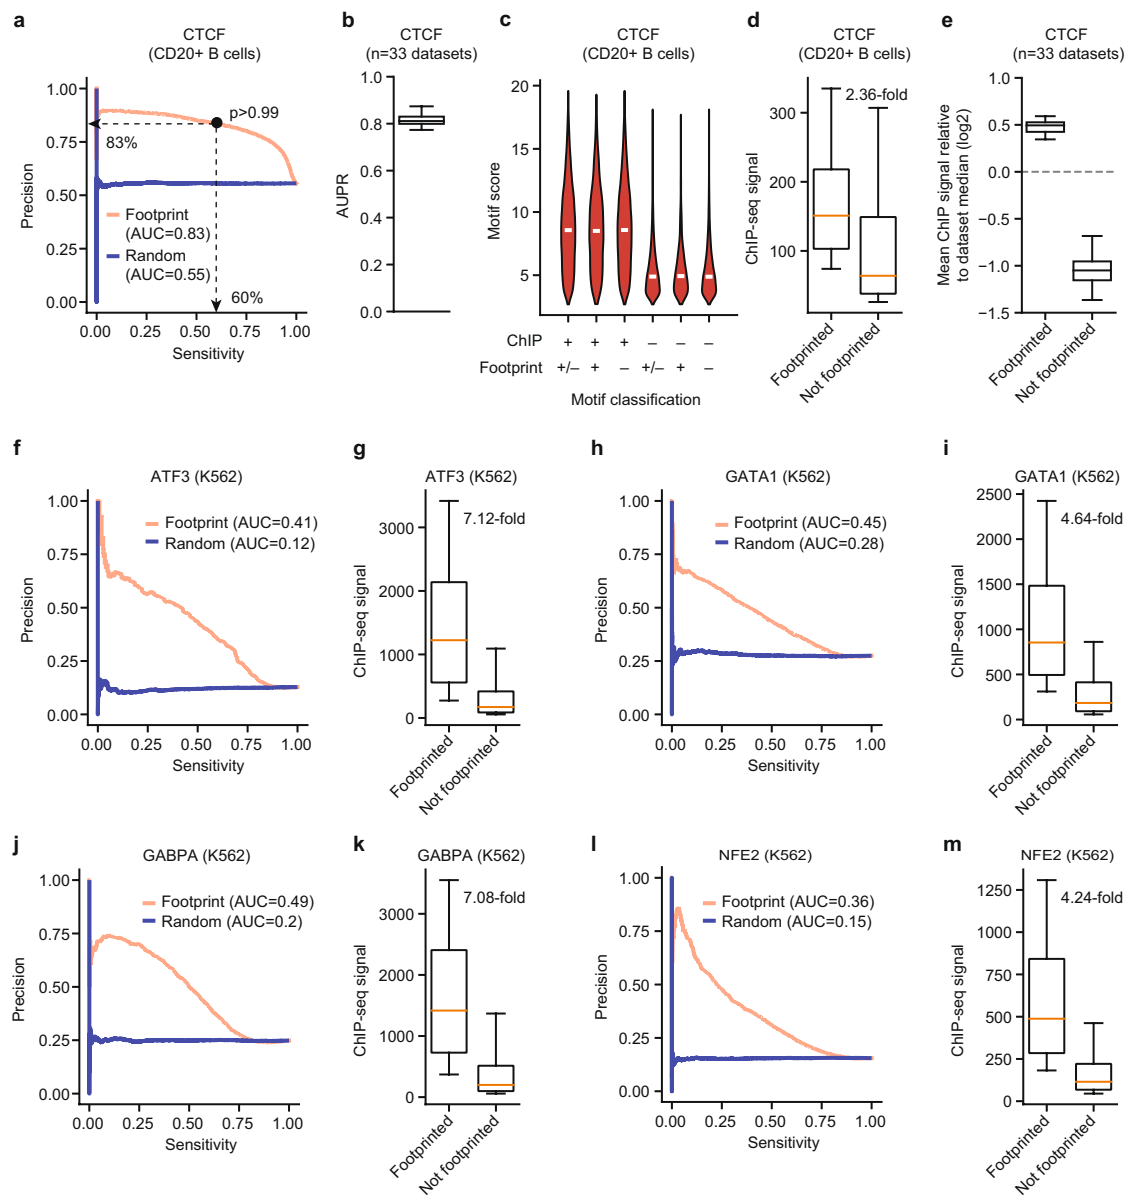 a
CTCF
(CD20+ B cells)
1.00
0.75
0.50
0.25
0.00
Precision
p>0.99
83%
Footprint
(AUC=0.83)
Random
(AUC=0.55)
60%
0.00 0.25 0.50 0.75 1.00
Sensitivity
b
CTCF
(n=33 datasets)
1.0
0.8
0.6
0.4
0.2
0.0
AUPR
c
CTCF
(CD20+ B cells)
20
15
10
5
Motif score
ChIP + + + – – –
Footprint +/– + – +/– + –
Motif classification
d
CTCF
(CD20+ B cells)
2.36-fold
300
200
100
ChIP-seq signal
Footprinted
Not footprinted
e
CTCF
(n=33 datasets)
1.0
0.5
0.0
−0.5
−1.0
−1.5
Mean ChIP signal relative
to dataset median (log2)
Footprinted
Not footprinted
f
ATF3 (K562)
1.00
0.75
0.50
0.25
0.00
Precision
Footprint (AUC=0.41)
Random (AUC=0.12)
0.00 0.25 0.50 0.75 1.00
Sensitivity
g
ATF3 (K562)
7.12-fold
3000
2000
1000
0
ChIP-seq signal
Footprinted
Not footprinted
h
GATA1 (K562)
1.00
0.75
0.50
0.25
0.00
Precision
Footprint (AUC=0.45)
Random (AUC=0.28)
0.00 0.25 0.50 0.75 1.00
Sensitivity
i
GATA1 (K562)
4.64-fold
2500
2000
1500
1000
500
0
ChIP-seq signal
Footprinted
Not footprinted
j
GABPA (K562)
1.00
0.75
0.50
0.25
0.00
Precision
Footprint (AUC=0.49)
Random (AUC=0.2)
0.00 0.25 0.50 0.75 1.00
Sensitivity
k
GABPA (K562)
7.08-fold
3000
2000
1000
0
ChIP-seq signal
Footprinted
Not footprinted
l
NFE2 (K562)
1.00
0.75
0.50
0.25
0.00
Precision
Footprint (AUC=0.36)
Random (AUC=0.15)
0.00 0.25 0.50 0.75 1.00
Sensitivity
m
NFE2 (K562)
4.24-fold
1250
1000
750
500
250
0
ChIP-seq signal
Footprinted
Not footprinted